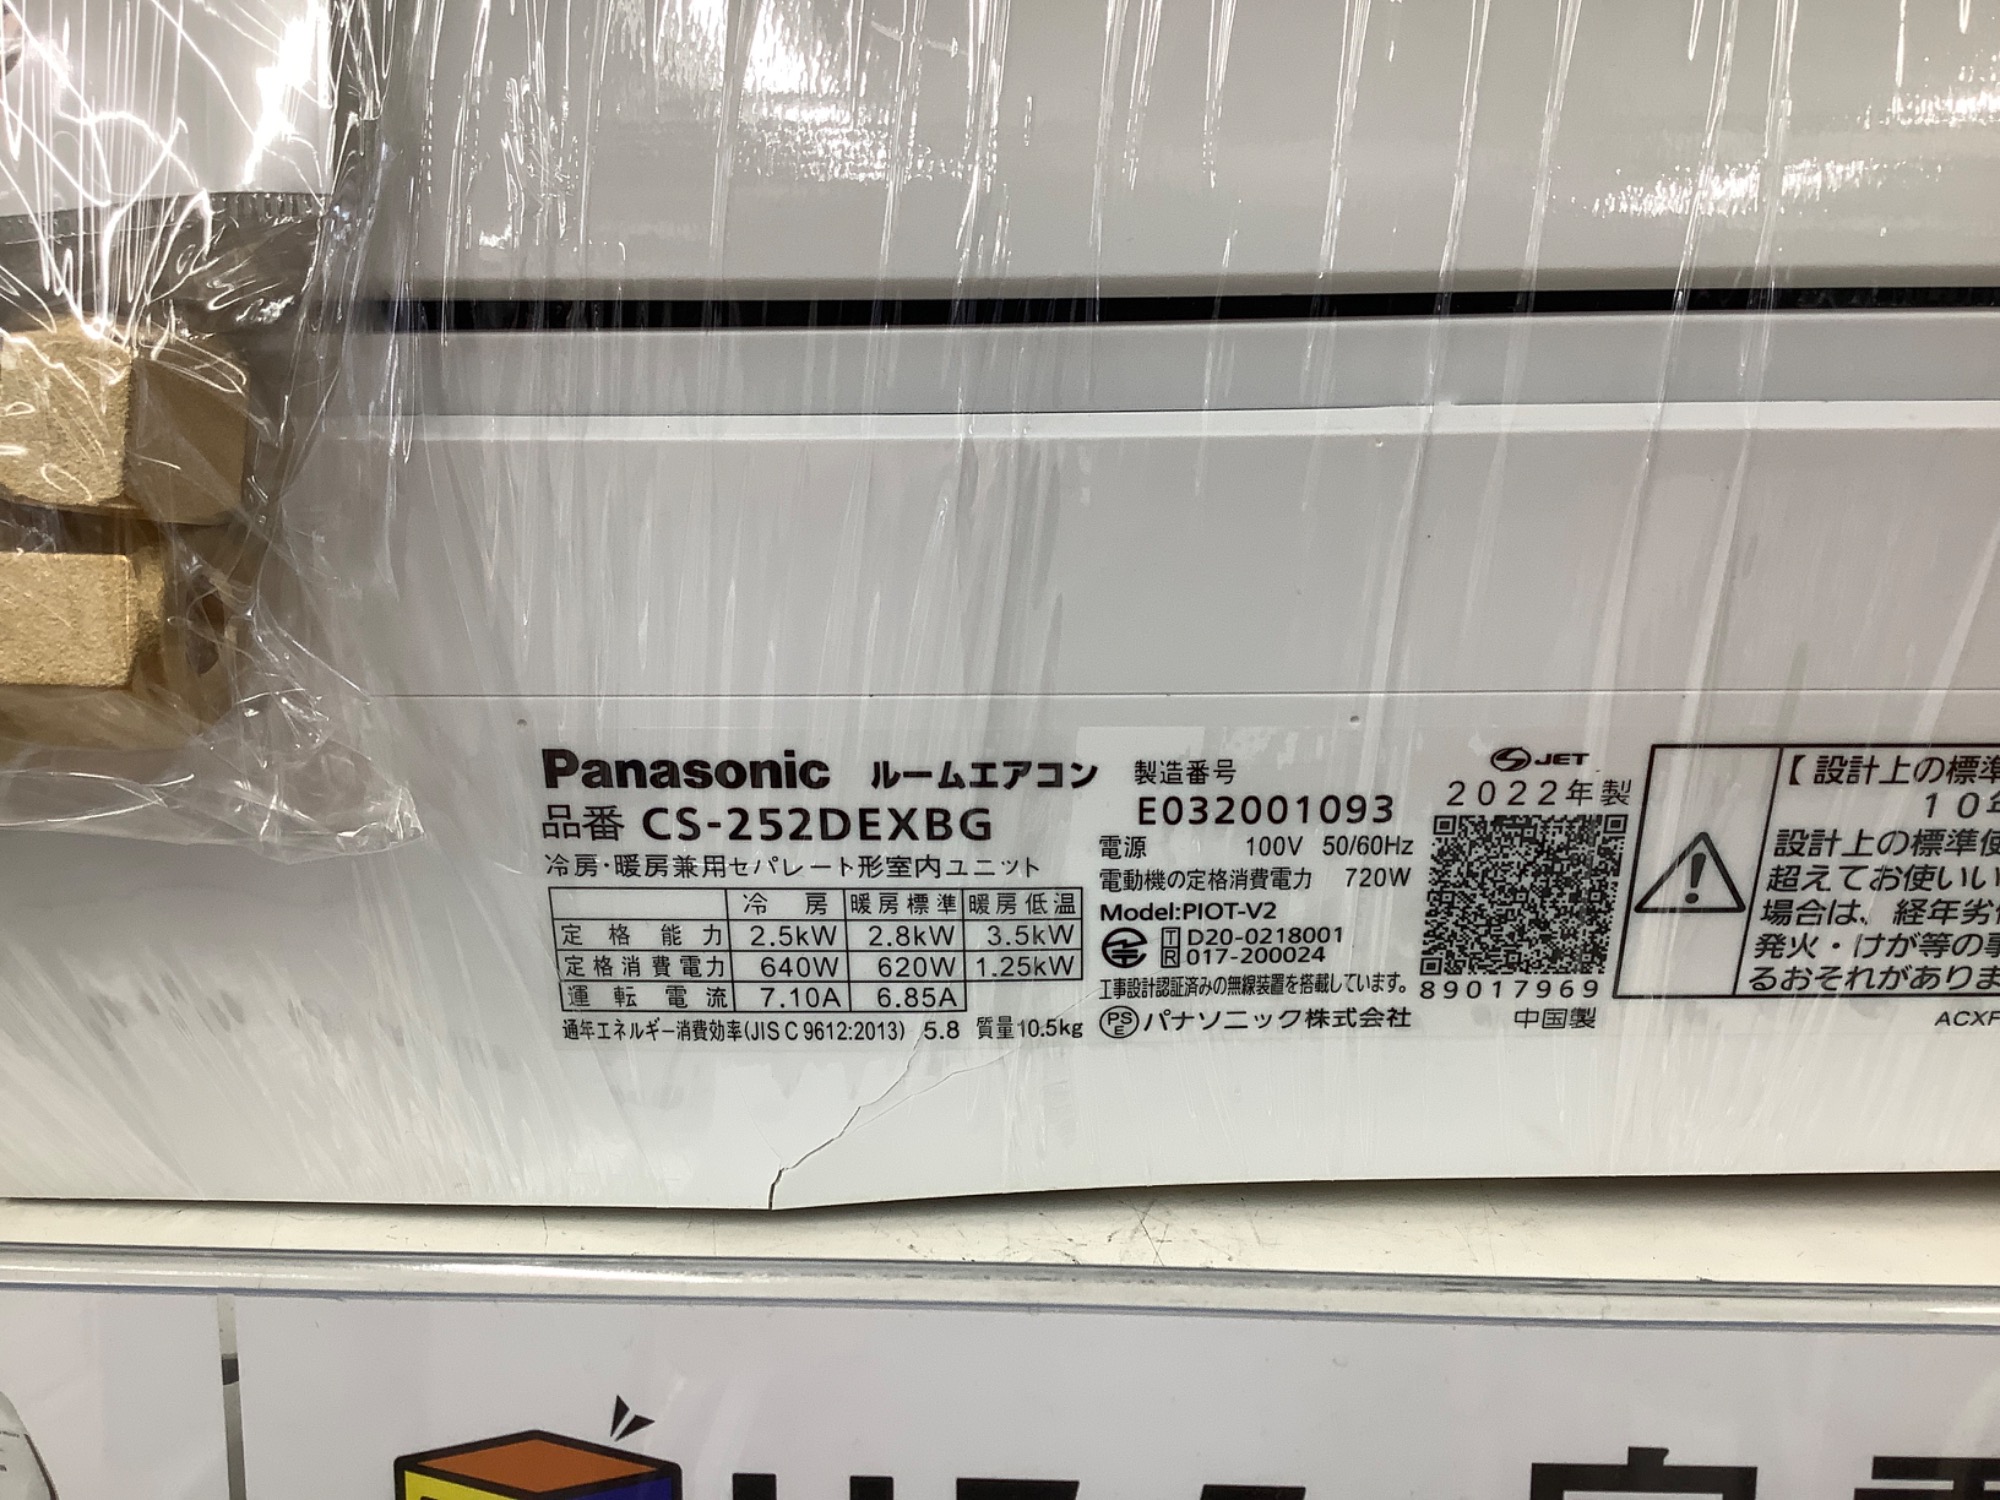 Panasonic ルームエアコン
品番 CS-252DEXBG
冷房・暖房兼用セパレート形室内ユニット
冷房 暖房標準 暖房低温
定格能力 2.5kW 2.8kW 3.5kW
定格消費電力 640W 620W 1.25kW
運転電流 7.10A 6.85A
通年エネルギー消費効率(JIS C 9612:2013) 5.8 質量10.5kg
製造番号
E032001093
電源 100V 50/60Hz
電動機の定格消費電力 720W
Model:PIOT-V2
T D20-0218001
R 017-200024
工事設計認証済みの無線装置を搭載しています。
PSE パナソニック株式会社
JET
2022年製
89017969
中国製
【設計上の標準
10年
設計上の標準使
超えてお使いい
場合は、経年劣
発火・けが等の事
るおそれがありま
ACXF